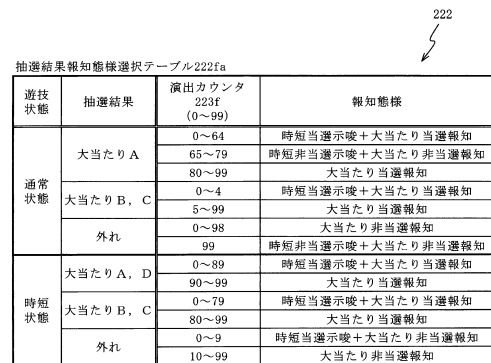 222
抽選結果報知態様選択テーブル222fa
遊技状態 抽選結果 演出カウンタ 223f (0～99) 報知態様
通常状態 大当たりA 0～64 時短当選示唆＋大当たり当選報知
65～79 時短非当選示唆＋大当たり非当選報知
80～99 大当たり当選報知
大当たりB，C 0～4 時短当選示唆＋大当たり当選報知
5～99 大当たり当選報知
外れ 0～98 大当たり非当選報知
99 時短非当選示唆＋大当たり非当選報知
時短状態 大当たりA，D 0～89 時短当選示唆＋大当たり当選報知
90～99 大当たり当選報知
大当たりB，C 0～79 時短当選示唆＋大当たり当選報知
80～99 大当たり当選報知
外れ 0～9 時短当選示唆＋大当たり非当選報知
10～99 大当たり非当選報知